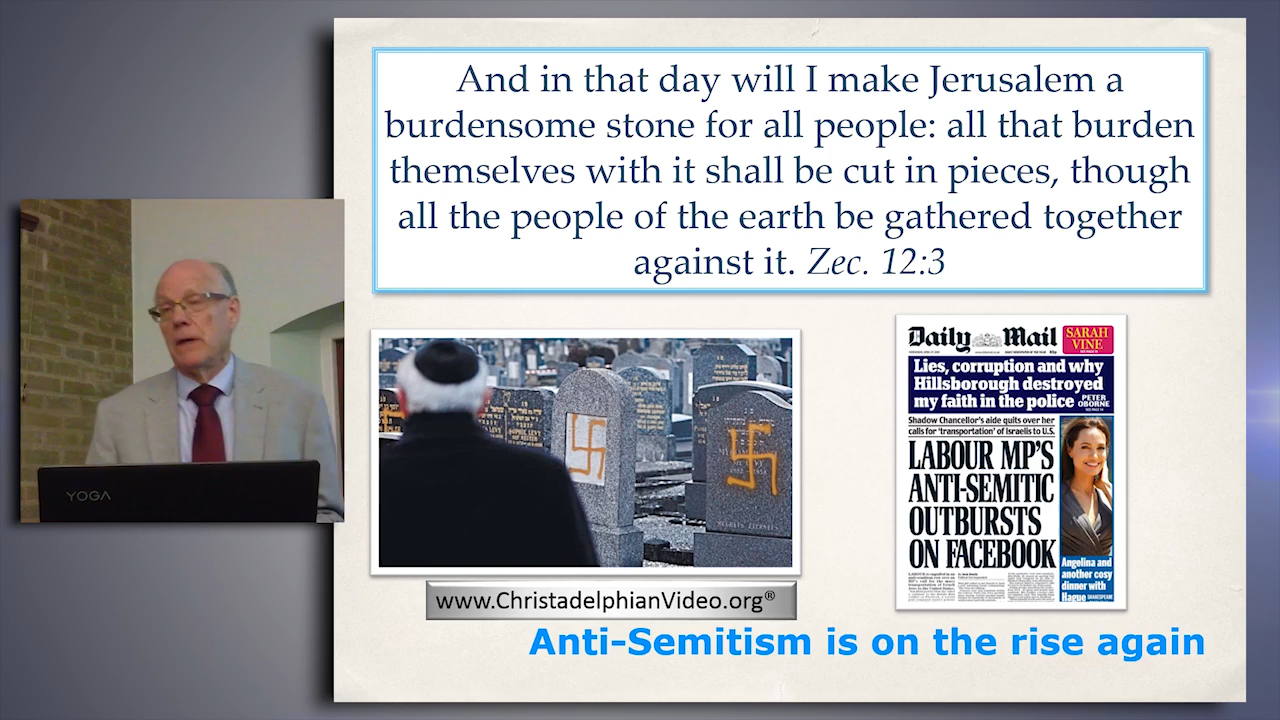 And in that day will I make Jerusalem a
burdensome stone for all people: all that burden
themselves with it shall be cut in pieces, though
all the people of the earth be gathered together
against it. Zec. 12:3
YOGA
Daily Mail
SARAH
VINE
Lies, corruption and why
Hillsborough destroyed
my faith in the police
PETER
OBORNE
Shadow Chancellor's aide quits over her
calls for 'transportation' of Israelis to U.S.
LABOUR MP'S
ANTI-SEMITIC
OUTBURSTS
ON FACEBOOK
Angelina and
another cosy
dinner with
Hague
www.ChristadelphianVideo.org®
Anti-Semitism is on the rise again